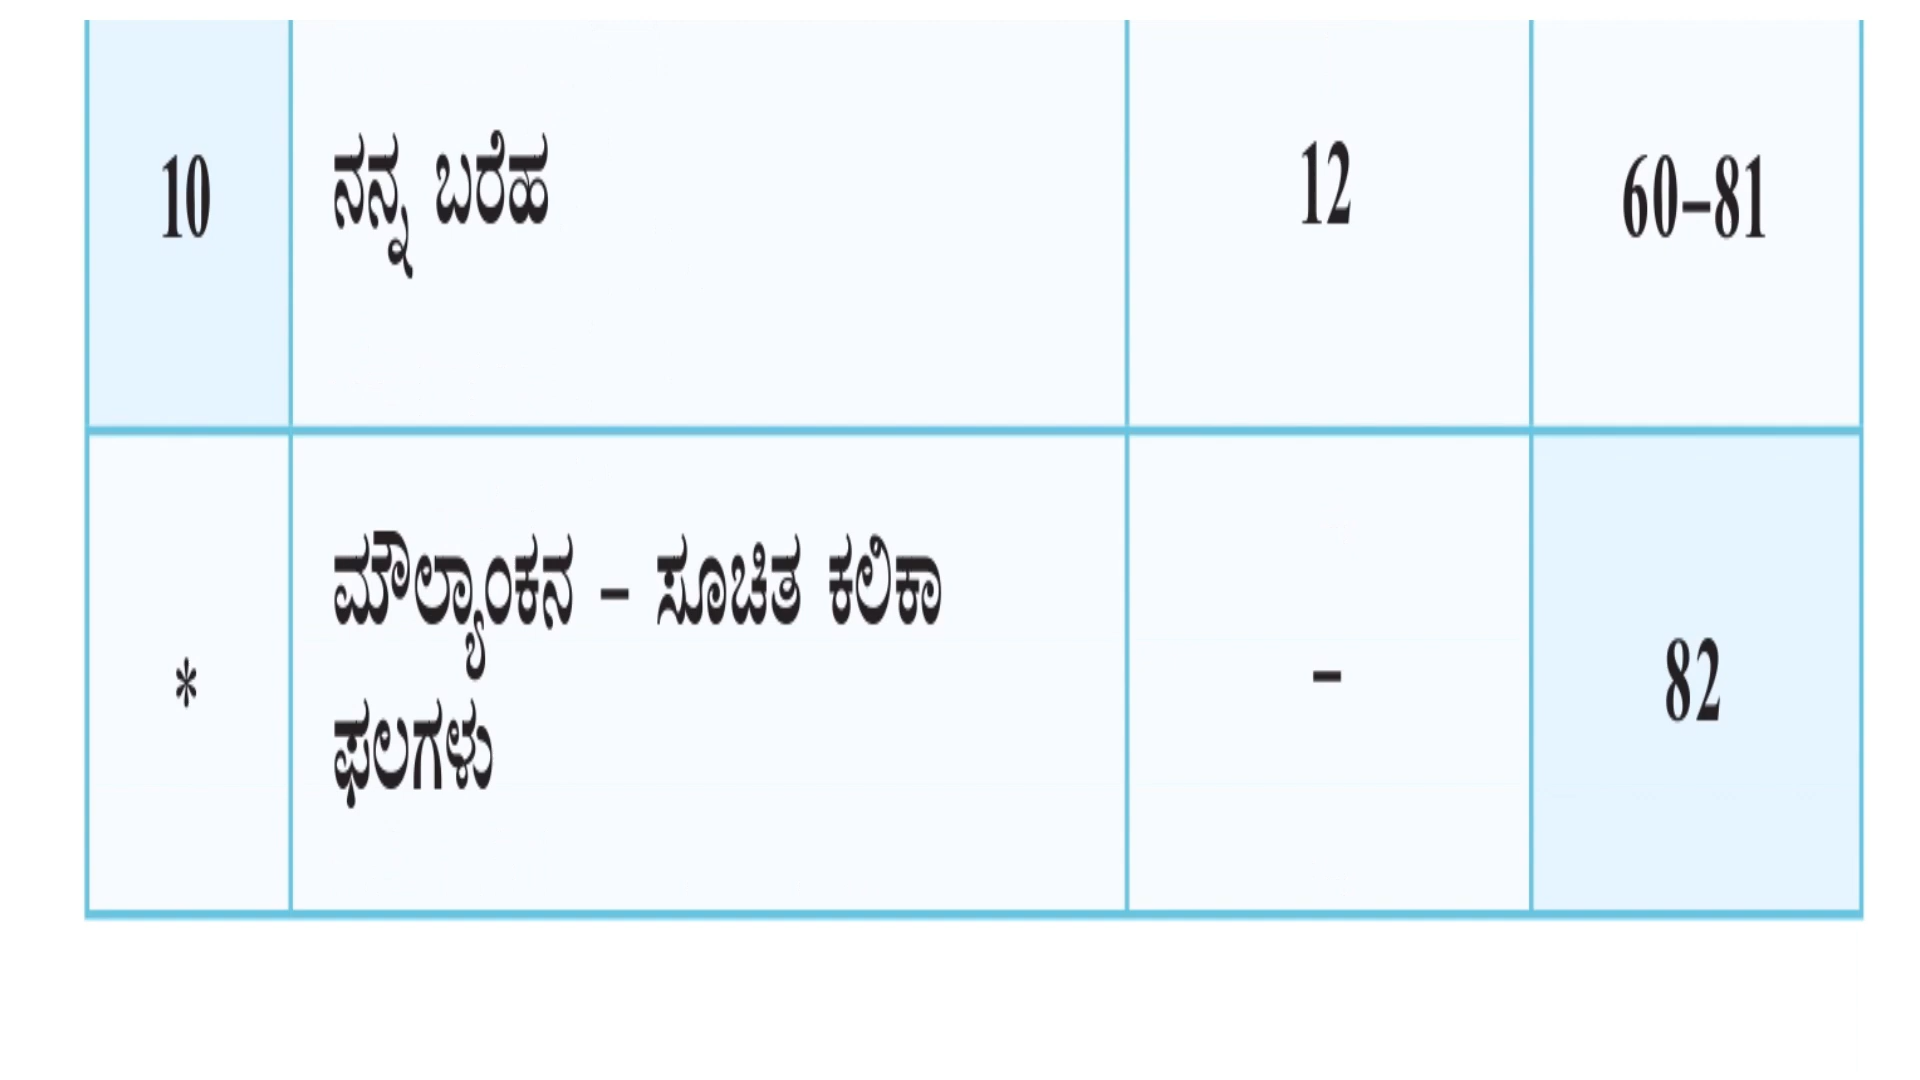 10 ನನ್ನ ಬರೆಹ 12 60–81
ಮೌಲ್ಯಾಂಕನ – ಸೂಚಿತ ಕಲಿಕಾ
* – 82
ಫಲಗಳು